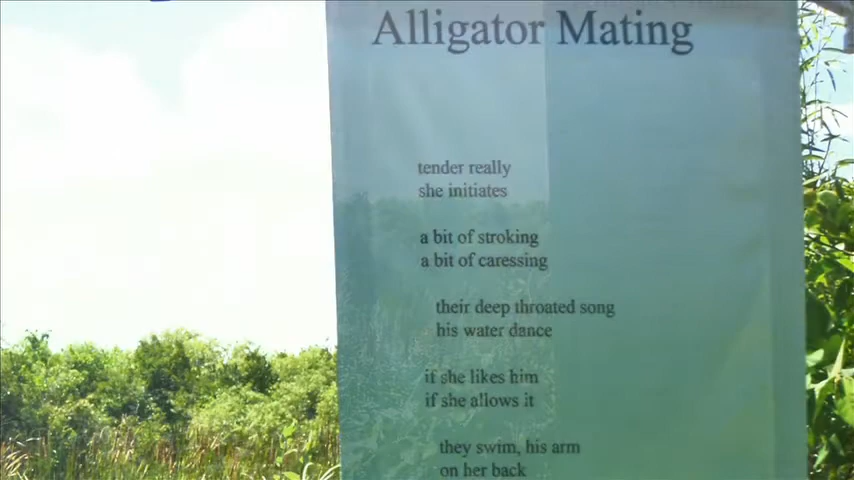 Alligator Mating
tender really
she initiates
a bit of stroking
a bit of caressing
their deep throated song
his water dance
if she likes him
if she allows it
they swim, his arm
on her back